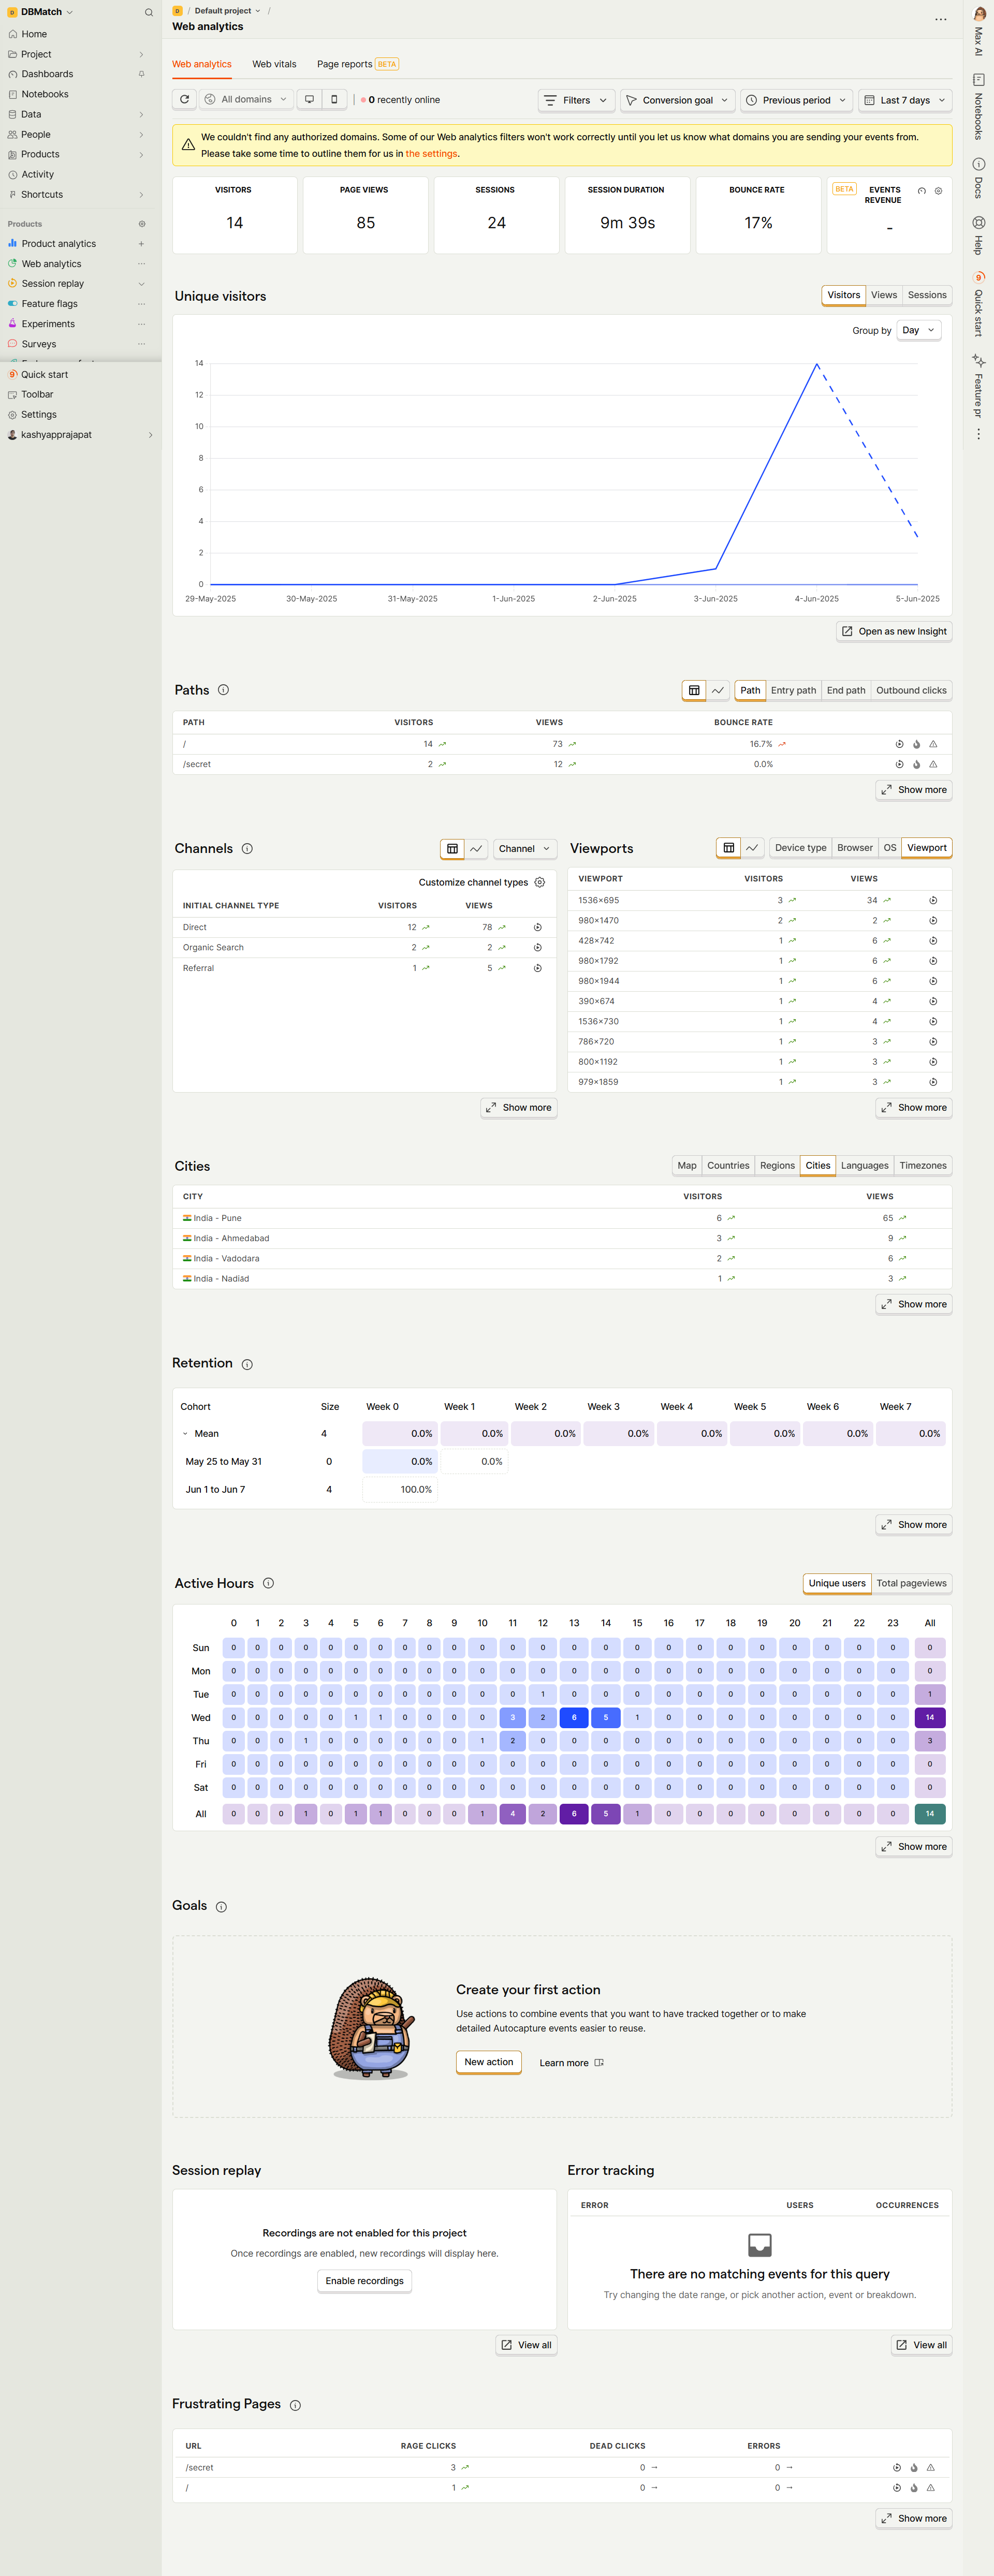 DBMatch
Home
Project
Dashboards
Notebooks
Data
People
Products
Activity
Shortcuts
Products
Product analytics
Web analytics
Session replay
Feature flags
Experiments
Surveys
Quick start
Toolbar
Settings
kashyapprajapat
D / Default project /
Web analytics
Web analytics Web vitals Page reports BETA
All domains 0 recently online Filters Conversion goal Previous period Last 7 days
We couldn't find any authorized domains. Some of our Web analytics filters won't work correctly until you let us know what domains you are sending your events from.
Please take some time to outline them for us in the settings.
VISITORS PAGE VIEWS SESSIONS SESSION DURATION BOUNCE RATE BETA EVENTS
REVENUE
14 85 24 9m 39s 17% -
Unique visitors Visitors Views Sessions
Group by Day
14
12
10
8
6
4
2
0
29-May-2025 30-May-2025 31-May-2025 1-Jun-2025 2-Jun-2025 3-Jun-2025 4-Jun-2025 5-Jun-2025
Open as new Insight
Paths Path Entry path End path Outbound clicks
PATH VISITORS VIEWS BOUNCE RATE
/ 14 73 16.7%
/secret 2 12 0.0%
Show more
Channels Channel
Customize channel types
INITIAL CHANNEL TYPE VISITORS VIEWS
Direct 12 78
Organic Search 2 2
Referral 1 5
Show more
Viewports Device type Browser OS Viewport
VIEWPORT VISITORS VIEWS
1536×695 3 34
980×1470 2 2
428×742 1 6
980×1792 1 6
980×1944 1 6
390×674 1 4
1536×730 1 4
786×720 1 3
800×1192 1 3
979×1859 1 3
Show more
Cities Map Countries Regions Cities Languages Timezones
CITY VISITORS VIEWS
India - Pune 6 65
India - Ahmedabad 3 9
India - Vadodara 2 6
India - Nadiād 1 3
Show more
Retention
Cohort Size Week 0 Week 1 Week 2 Week 3 Week 4 Week 5 Week 6 Week 7
Mean 4 0.0% 0.0% 0.0% 0.0% 0.0% 0.0% 0.0% 0.0%
May 25 to May 31 0 0.0% 0.0%
Jun 1 to Jun 7 4 100.0%
Show more
Active Hours Unique users Total pageviews
0 1 2 3 4 5 6 7 8 9 10 11 12 13 14 15 16 17 18 19 20 21 22 23 All
Sun 0 0 0 0 0 0 0 0 0 0 0 0 0 0 0 0 0 0 0 0 0 0 0 0 0
Mon 0 0 0 0 0 0 0 0 0 0 0 0 0 0 0 0 0 0 0 0 0 0 0 0 0
Tue 0 0 0 0 0 0 0 0 0 0 0 0 1 0 0 0 0 0 0 0 0 0 0 0 1
Wed 0 0 0 0 0 1 1 0 0 0 0 3 2 6 5 1 0 0 0 0 0 0 0 0 14
Thu 0 0 0 1 0 0 0 0 0 0 1 2 0 0 0 0 0 0 0 0 0 0 0 0 3
Fri 0 0 0 0 0 0 0 0 0 0 0 0 0 0 0 0 0 0 0 0 0 0 0 0 0
Sat 0 0 0 0 0 0 0 0 0 0 0 0 0 0 0 0 0 0 0 0 0 0 0 0 0
All 0 0 0 1 0 1 1 0 0 0 1 4 2 6 5 1 0 0 0 0 0 0 0 0 14
Show more
Goals
Create your first action
Use actions to combine events that you want to have tracked together or to make
detailed Autocapture events easier to reuse.
New action Learn more
Session replay
Recordings are not enabled for this project
Once recordings are enabled, new recordings will display here.
Enable recordings
View all
Error tracking
ERROR USERS OCCURRENCES
There are no matching events for this query
Try changing the date range, or pick another action, event or breakdown.
View all
Frustrating Pages
URL RAGE CLICKS DEAD CLICKS ERRORS
/secret 3 0 0
/ 1 0 0
Show more
Max AI
Notebooks
Docs
Help
9
Quick start
Feature pr